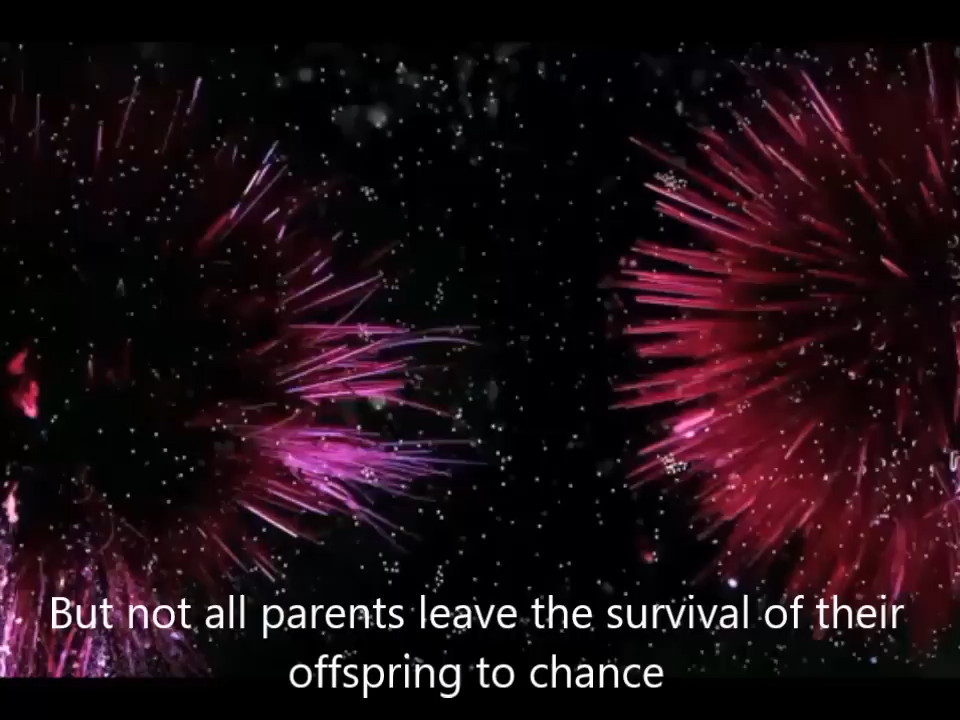 But not all parents leave the survival of their
offspring to chance